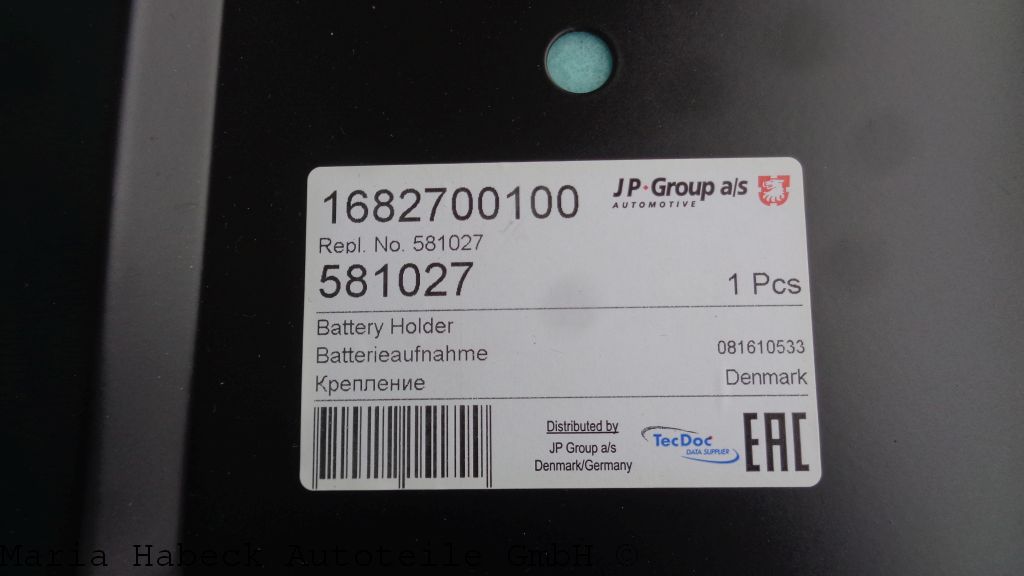 1682700100
JP Group a/s
AUTOMOTIVE
Repl. No. 581027
581027
1 Pcs
Battery Holder
Batterieaufnahme
081610533
Крепление
Denmark
Distributed by
JP Group a/s
Denmark/Germany
TecDoc
DATA SUPPLIER
EAC
Maria Habeck Autoteile GmbH ©